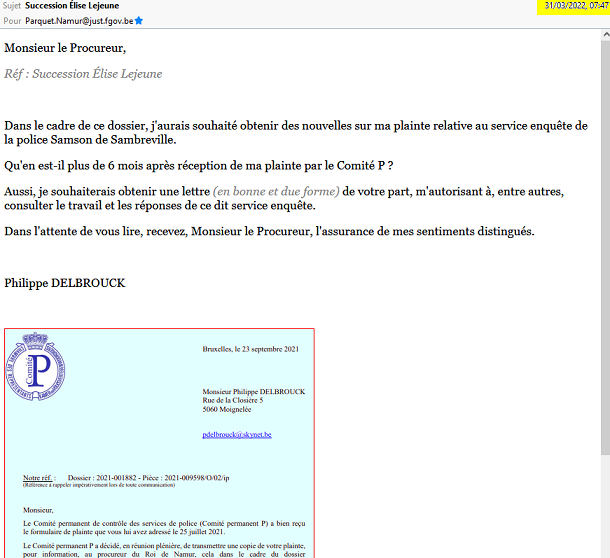 Sujet Succession Élise Lejeune
31/03/2022, 07:47
Pour Parquet.Namur@just.fgov.be
Monsieur le Procureur,
Réf : Succession Élise Lejeune
Dans le cadre de ce dossier, j'aurais souhaité obtenir des nouvelles sur ma plainte relative au service enquête de
la police Samson de Sambreville.
Qu'en est-il plus de 6 mois après réception de ma plainte par le Comité P ?
Aussi, je souhaiterais obtenir une lettre (en bonne et due forme) de votre part, m'autorisant à, entre autres,
consulter le travail et les réponses de ce dit service enquête.
Dans l'attente de vous lire, recevez, Monsieur le Procureur, l'assurance de mes sentiments distingués.
Philippe DELBROUCK
Comité P
Bruxelles, le 23 septembre 2021
Monsieur Philippe DELBROUCK
Rue de la Closière 5
5060 Moignelée
pdelbrouck@skynet.be
Notre réf. : Dossier : 2021-001882 - Pièce : 2021-009598/O/02/ip
(Référence à rappeler impérativement lors de toute communication)
Monsieur,
Le Comité permanent de contrôle des services de police (Comité permanent P) a bien reçu
le formulaire de plainte que vous lui avez adressé le 25 juillet 2021.
Le Comité permanent P a décidé, en réunion plénière, de transmettre une copie de votre plainte,
pour information, au procureur du Roi de Namur, cela dans le cadre du dossier